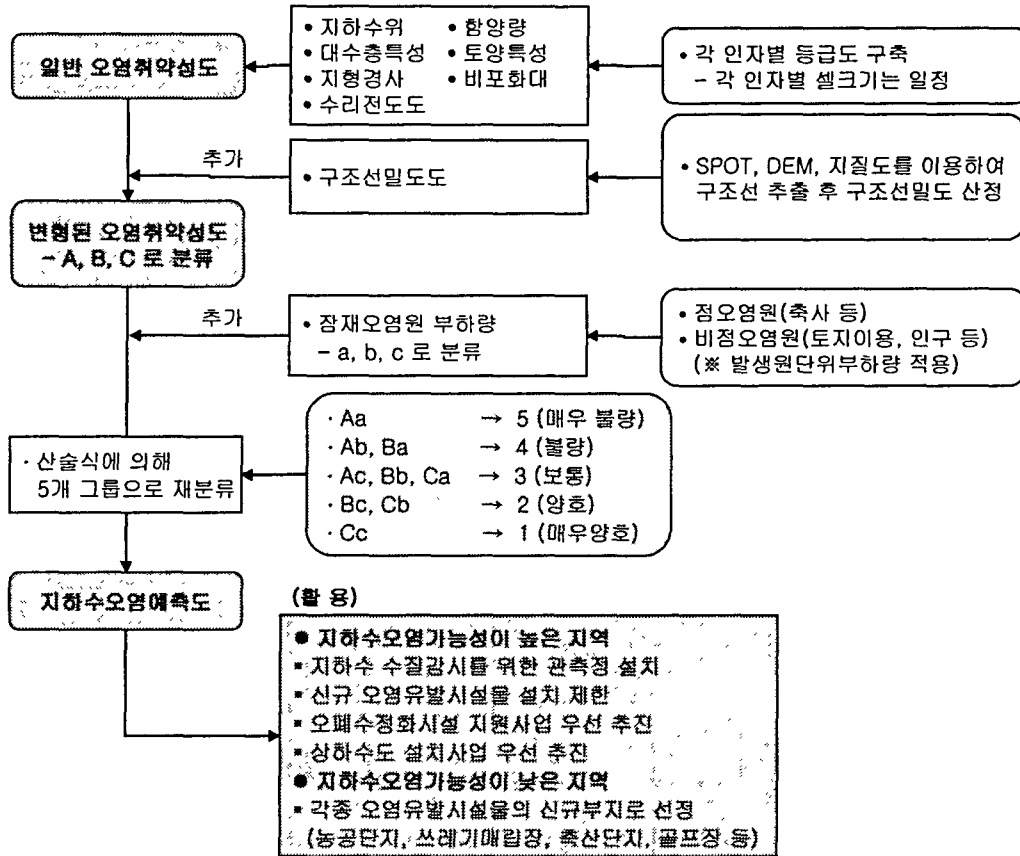 일반 오염취약성도
• 지하수위 • 함양량
• 대수층특성 • 토양특성
• 지형경사 • 비포화대
• 수리전도도
• 각 인자별 등급도 구축
– 각 인자별 셀크기는 일정
추가
• 구조선밀도도
• SPOT, DEM, 지질도를 이용하여
구조선 추출 후 구조선밀도 산정
변형된 오염취약성도
– A, B, C 로 분류
추가
• 잠재오염원 부하량
– a, b, c 로 분류
• 점오염원(축사 등)
• 비점오염원(토지이용, 인구 등)
(※ 발생원단위부하량 적용)
· 산술식에 의해
5개 그룹으로 재분류
· Aa → 5 (매우 불량)
· Ab, Ba → 4 (불량)
· Ac, Bb, Ca → 3 (보통)
· Bc, Cb → 2 (양호)
· Cc → 1 (매우양호)
지하수오염예측도
(활 용)
● 지하수오염가능성이 높은 지역
▪ 지하수 수질감시를 위한 관측정 설치
▪ 신규 오염유발시설물 설치 제한
▪ 오폐수정화시설 지원사업 우선 추진
▪ 상하수도 설치사업 우선 추진
● 지하수오염가능성이 낮은 지역
▪ 각종 오염유발시설물의 신규부지로 선정
(농공단지, 쓰레기매립장, 축산단지, 골프장 등)